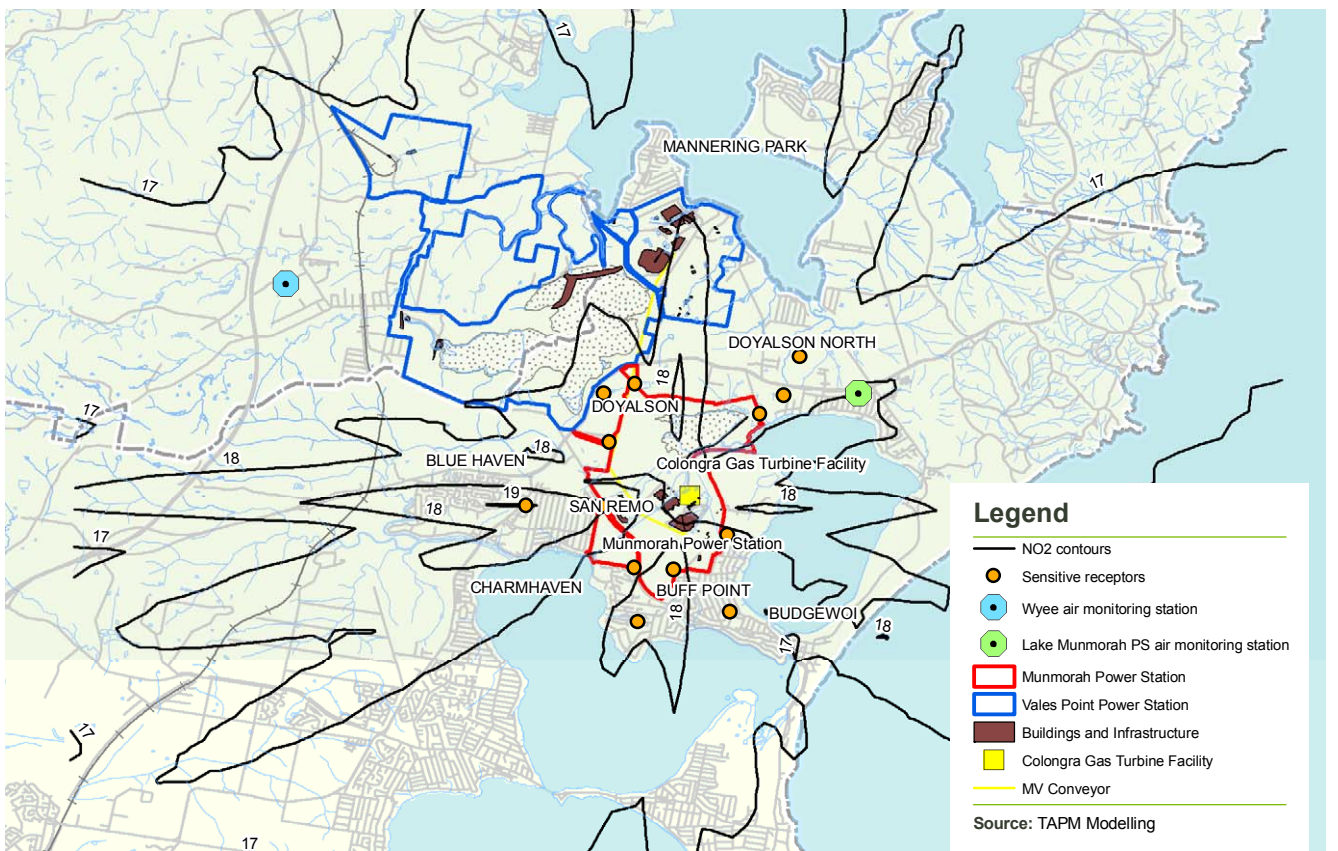 17
17
MANNERING PARK
17
17
DOYALSON NORTH
18
DOYALSON
17
18
BLUE HAVEN
18
Colongra Gas Turbine Facility
19
18
SAN REMO
18
Munmorah Power Station
17
CHARMHAVEN
BUFF POINT
18
BUDGEWOI
18
17
17
17
Legend
NO2 contours
Sensitive receptors
Wyee air monitoring station
Lake Munmorah PS air monitoring station
Munmorah Power Station
Vales Point Power Station
Buildings and Infrastructure
Colongra Gas Turbine Facility
MV Conveyor
Source: TAPM Modelling